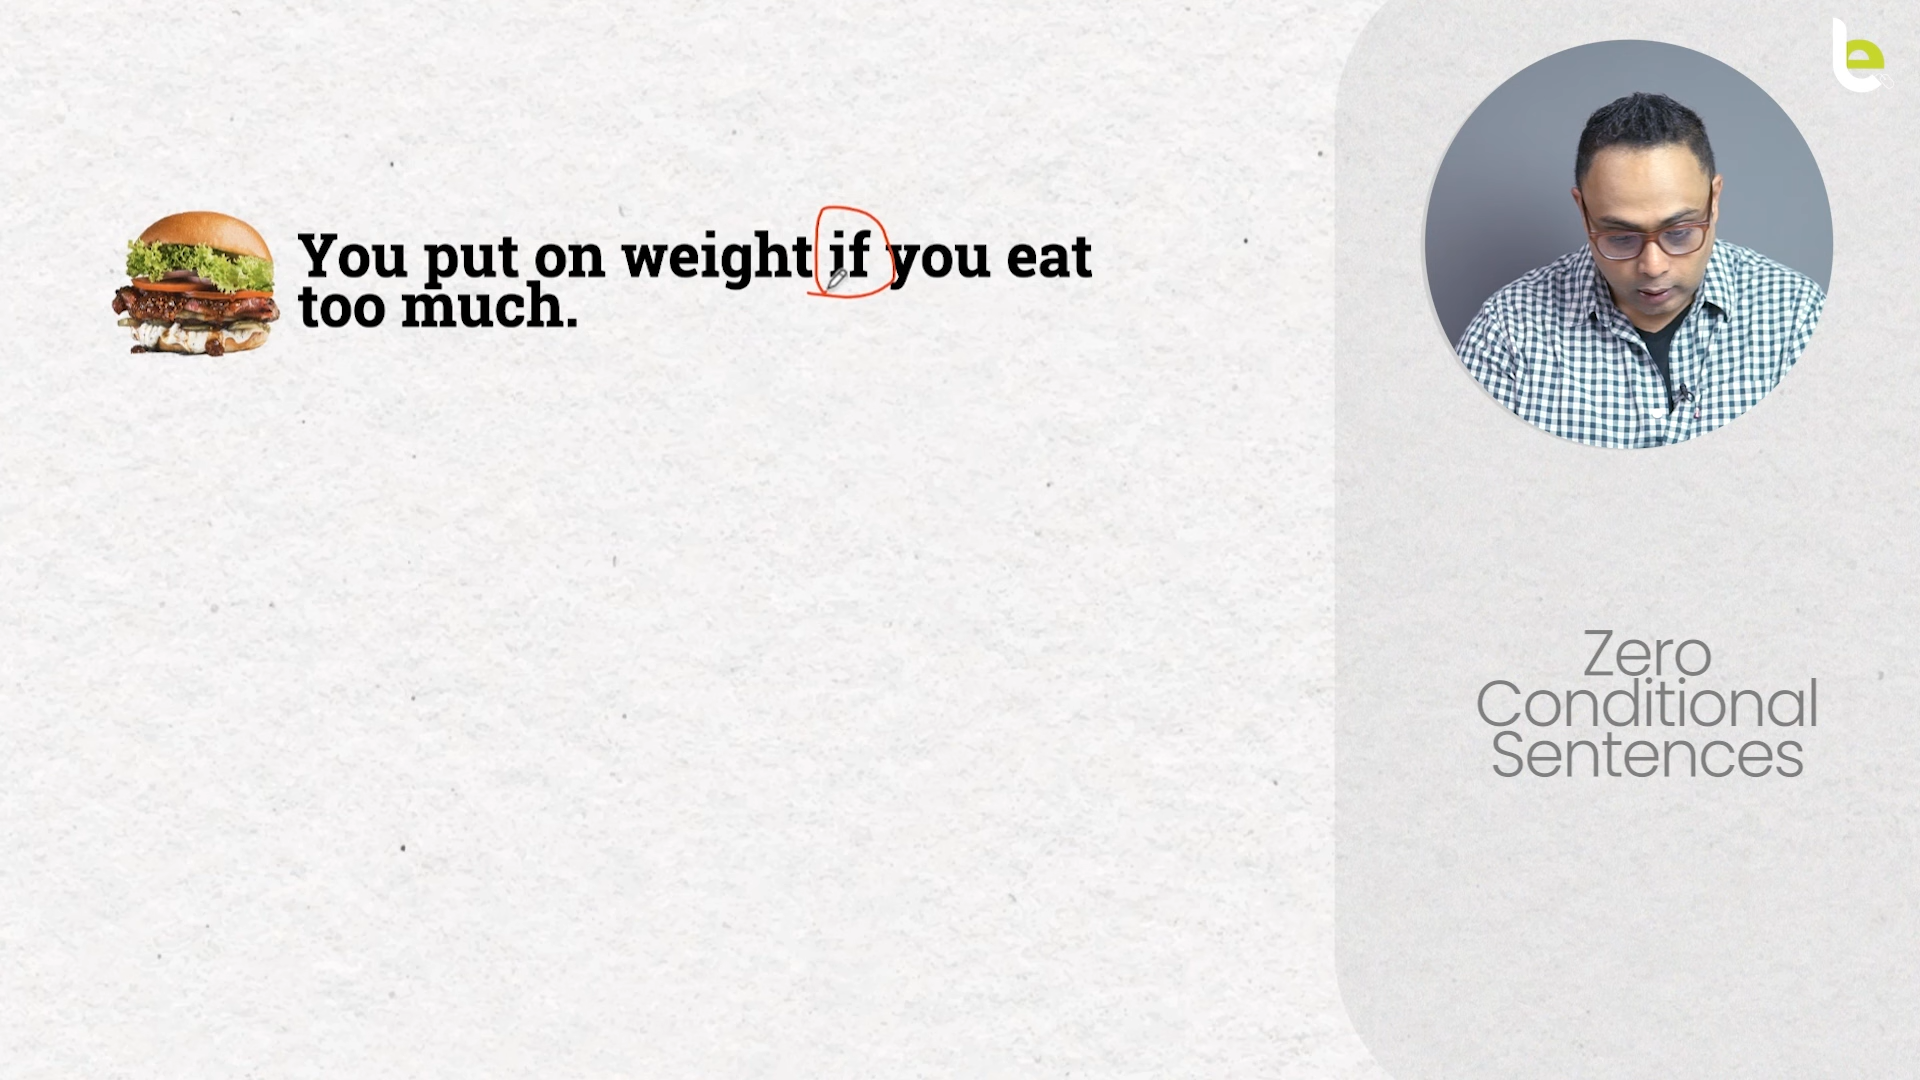 You put on weight if you eat
too much.
Zero
Conditional
Sentences